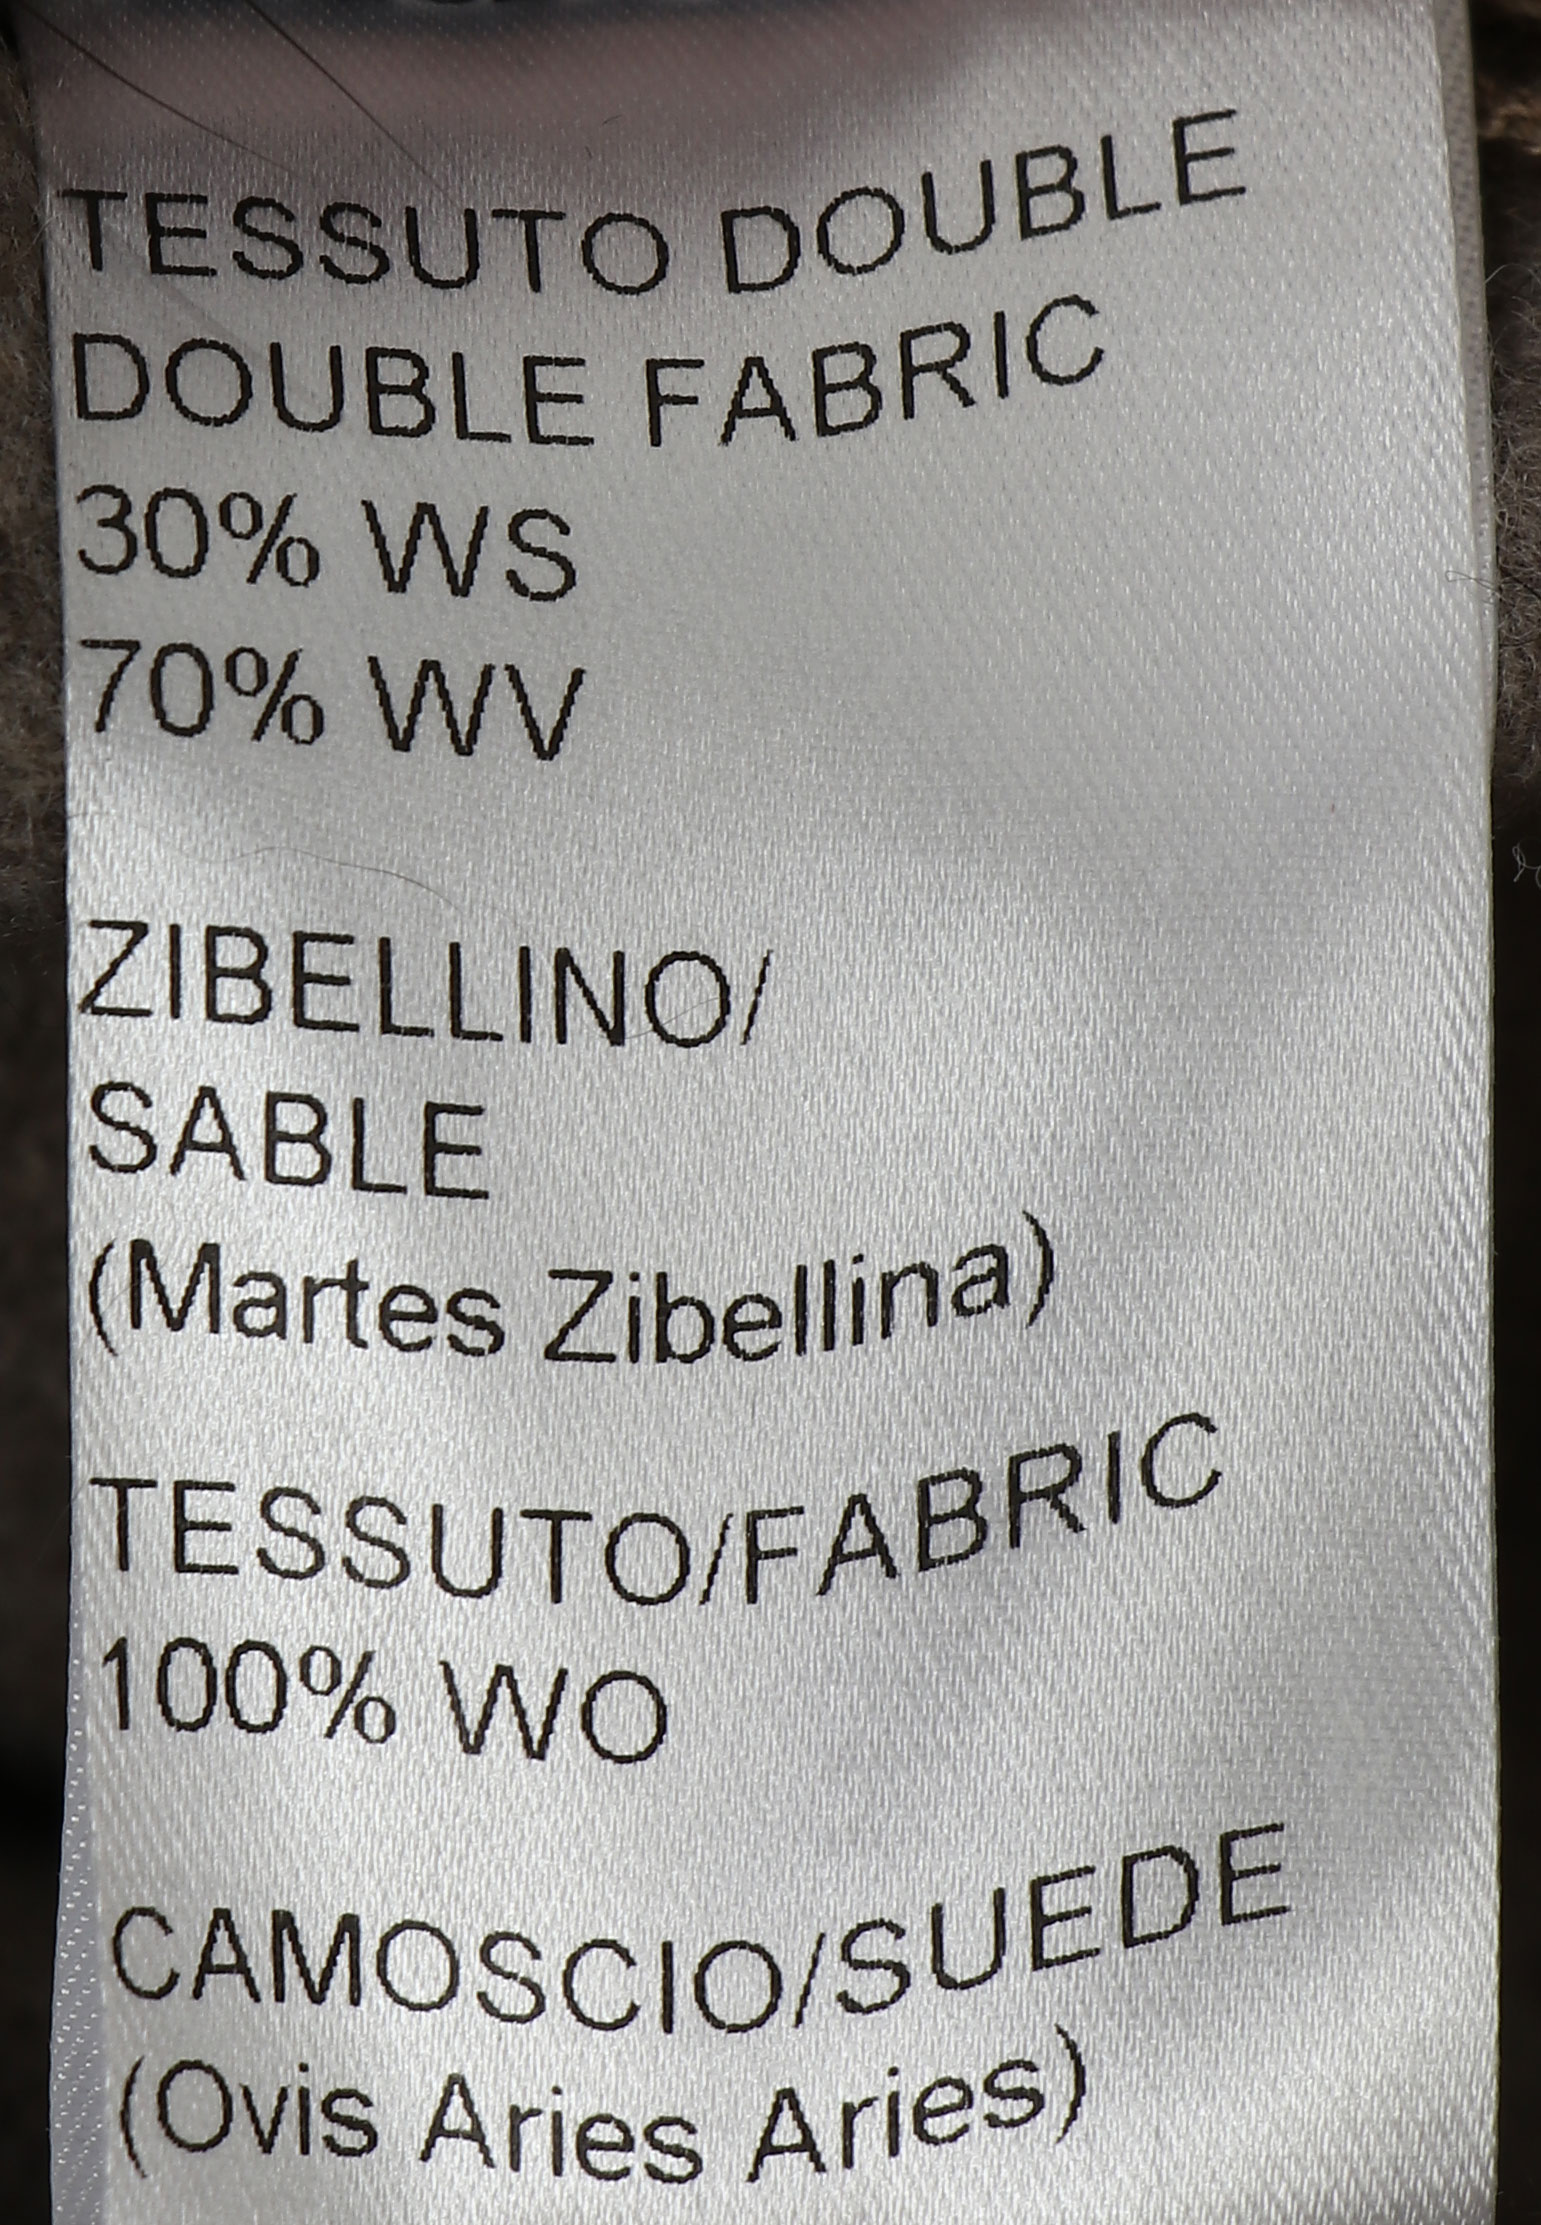 TESSUTO DOUBLE
DOUBLE FABRIC
30% WS
70% WV
ZIBELLINO/
SABLE
(Martes Zibellina)
TESSUTO/FABRIC
100% WO
CAMOSCIO/SUEDE
(Ovis Aries Aries)